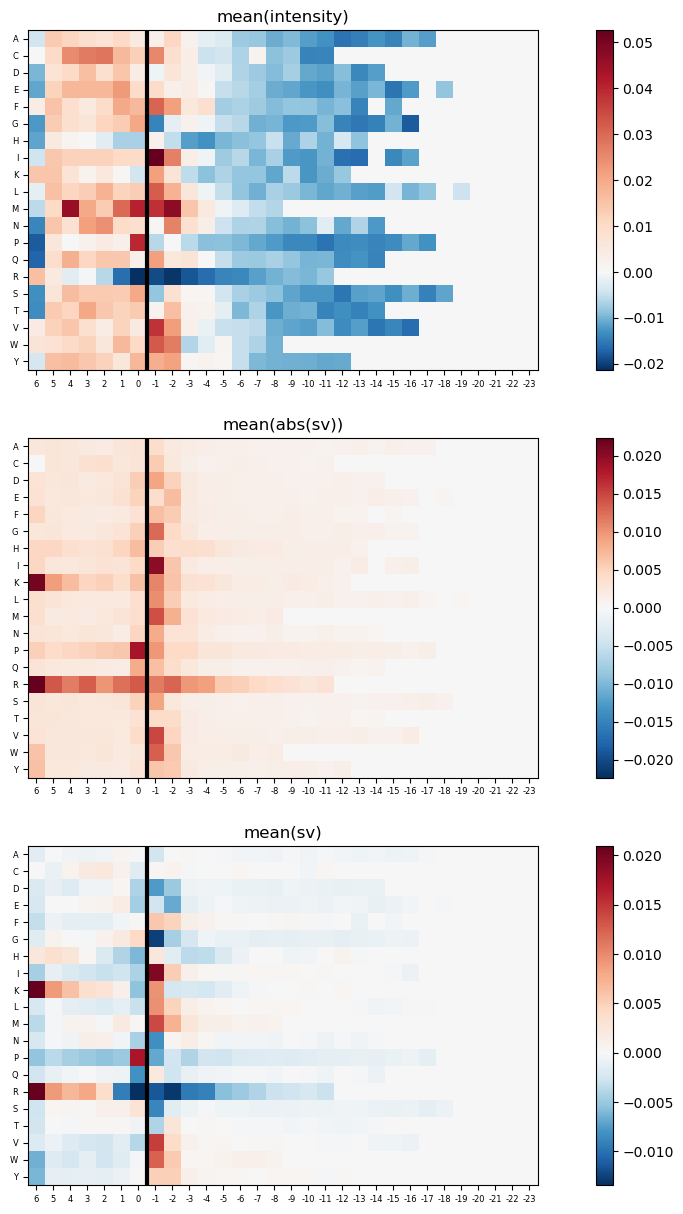 mean(intensity)
A
C
D
E
F
G
H
I
K
L
M
N
P
Q
R
S
T
V
W
Y
6 5 4 3 2 1 0 -1 -2 -3 -4 -5 -6 -7 -8 -9 -10 -11 -12 -13 -14 -15 -16 -17 -18 -19 -20 -21 -22 -23
0.05
0.04
0.03
0.02
0.01
0.00
−0.01
−0.02
mean(abs(sv))
A
C
D
E
F
G
H
I
K
L
M
N
P
Q
R
S
T
V
W
Y
6 5 4 3 2 1 0 -1 -2 -3 -4 -5 -6 -7 -8 -9 -10 -11 -12 -13 -14 -15 -16 -17 -18 -19 -20 -21 -22 -23
0.020
0.015
0.010
0.005
0.000
−0.005
−0.010
−0.015
−0.020
mean(sv)
A
C
D
E
F
G
H
I
K
L
M
N
P
Q
R
S
T
V
W
Y
6 5 4 3 2 1 0 -1 -2 -3 -4 -5 -6 -7 -8 -9 -10 -11 -12 -13 -14 -15 -16 -17 -18 -19 -20 -21 -22 -23
0.020
0.015
0.010
0.005
0.000
−0.005
−0.010